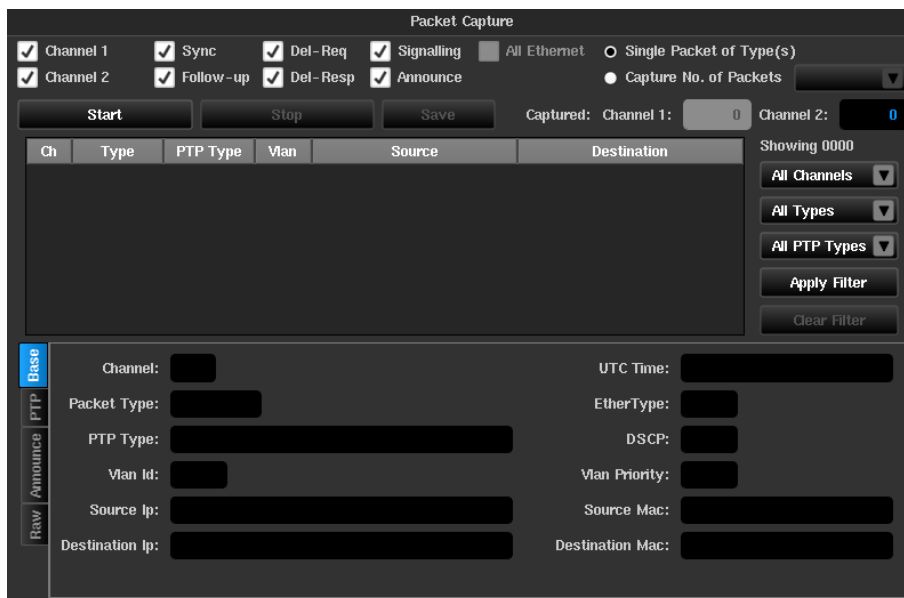 Packet Capture
Channel 1 Sync Del-Req Signalling All Ethernet Single Packet of Type(s)
Channel 2 Follow-up Del-Resp Announce Capture No. of Packets
Start Stop Save Captured: Channel 1: 0 Channel 2: 0
Ch Type PTP Type Vlan Source Destination
Showing 0000
All Channels
All Types
All PTP Types
Apply Filter
Clear Filter
Base
PTP
Announce
Raw
Channel: UTC Time:
Packet Type: EtherType:
PTP Type: DSCP:
Vlan Id: Vlan Priority:
Source Ip: Source Mac:
Destination Ip: Destination Mac: